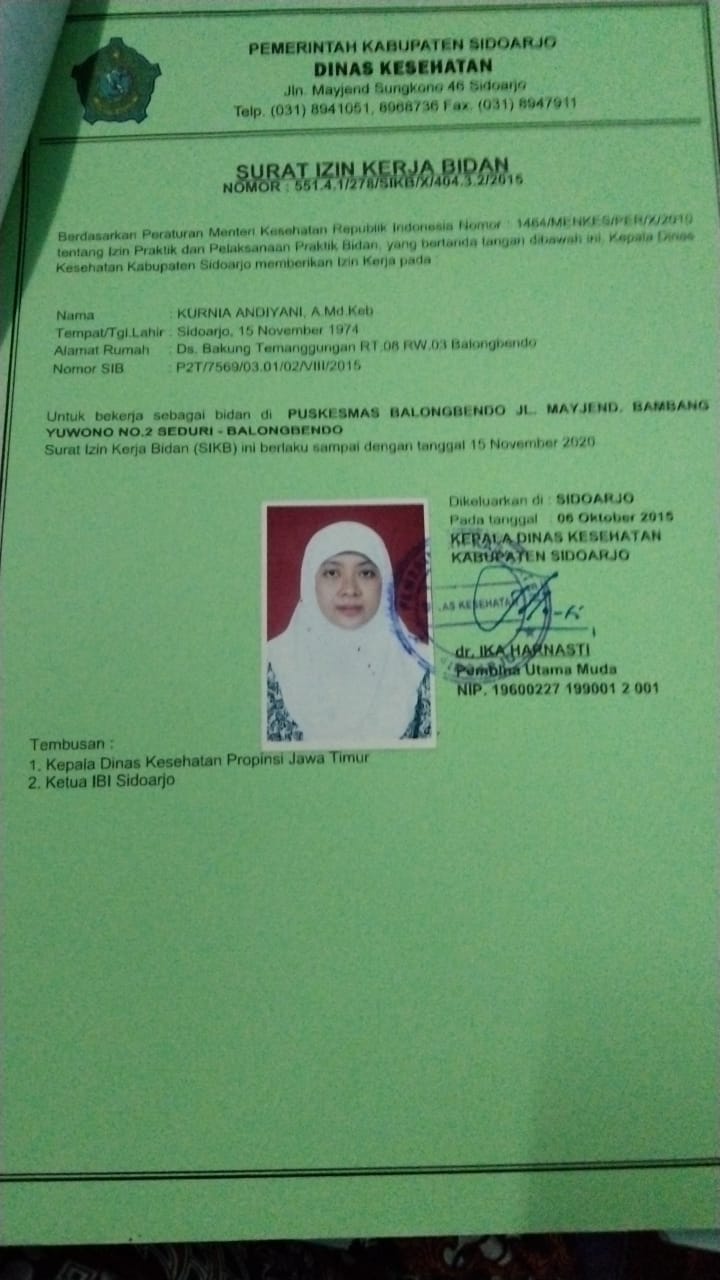 PEMERINTAH KABUPATEN SIDOARJO
DINAS KESEHATAN
Jln. Mayjend Sungkono 46 Sidoarjo
Telp. (031) 8941051, 8968736 Fax. (031) 8947911
SURAT IZIN KERJA BIDAN
NOMOR : 551.4.1/278/SIKB/X/404.3.2/2015
Berdasarkan Peraturan Menteri Kesehatan Republik Indonesia Nomor : 1464/MENKES/PER/X/2010
tentang Izin Praktik dan Pelaksanaan Praktik Bidan, yang bertanda tangan dibawah ini, Kepala Dinas
Kesehatan Kabupaten Sidoarjo memberikan Izin Kerja pada
Nama : KURNIA ANDIYANI, A.Md.Keb
Tempat/Tgl.Lahir : Sidoarjo, 15 November 1974
Alamat Rumah : Ds. Bakung Temanggungan RT.08 RW.03 Balongbendo
Nomor SIB : P2T/7569/03.01/02/VIII/2015
Untuk bekerja sebagai bidan di PUSKESMAS BALONGBENDO JL. MAYJEND. BAMBANG
YUWONO NO.2 SEDURI - BALONGBENDO
Surat Izin Kerja Bidan (SIKB) ini berlaku sampai dengan tanggal 15 November 2020
Dikeluarkan di : SIDOARJO
Pada tanggal : 06 Oktober 2015
KEPALA DINAS KESEHATAN
KABUPATEN SIDOARJO
AS KESEHATAN
dr. IKA HARNASTI
Pembina Utama Muda
NIP. 19600227 199001 2 001
Tembusan :
1. Kepala Dinas Kesehatan Propinsi Jawa Timur
2. Ketua IBI Sidoarjo